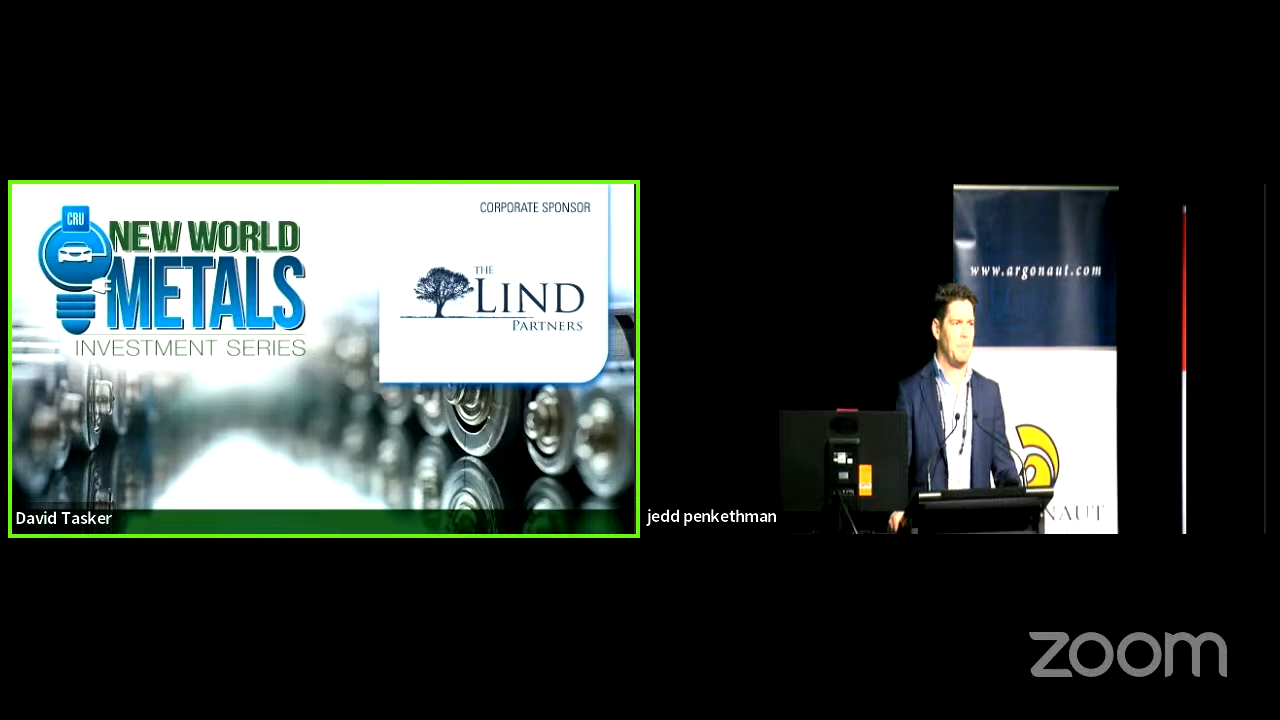 CRU
NEW WORLD
METALS
INVESTMENT SERIES
CORPORATE SPONSOR
THE
LIND
PARTNERS
David Tasker
www.argonaut.com
NAUT
jedd penkethman
zoom